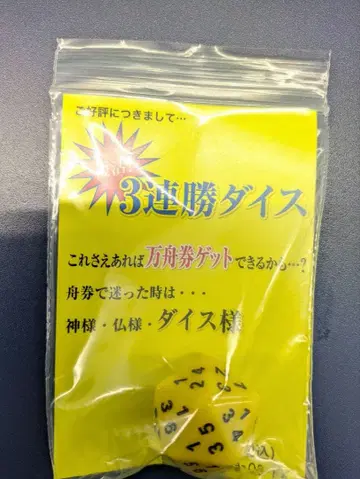 ご好評につきまして…
3連勝ダイス
これさえあれば万舟券ゲットできるかも…?
舟券で迷った時は・・・
神様・仏様・ダイス様